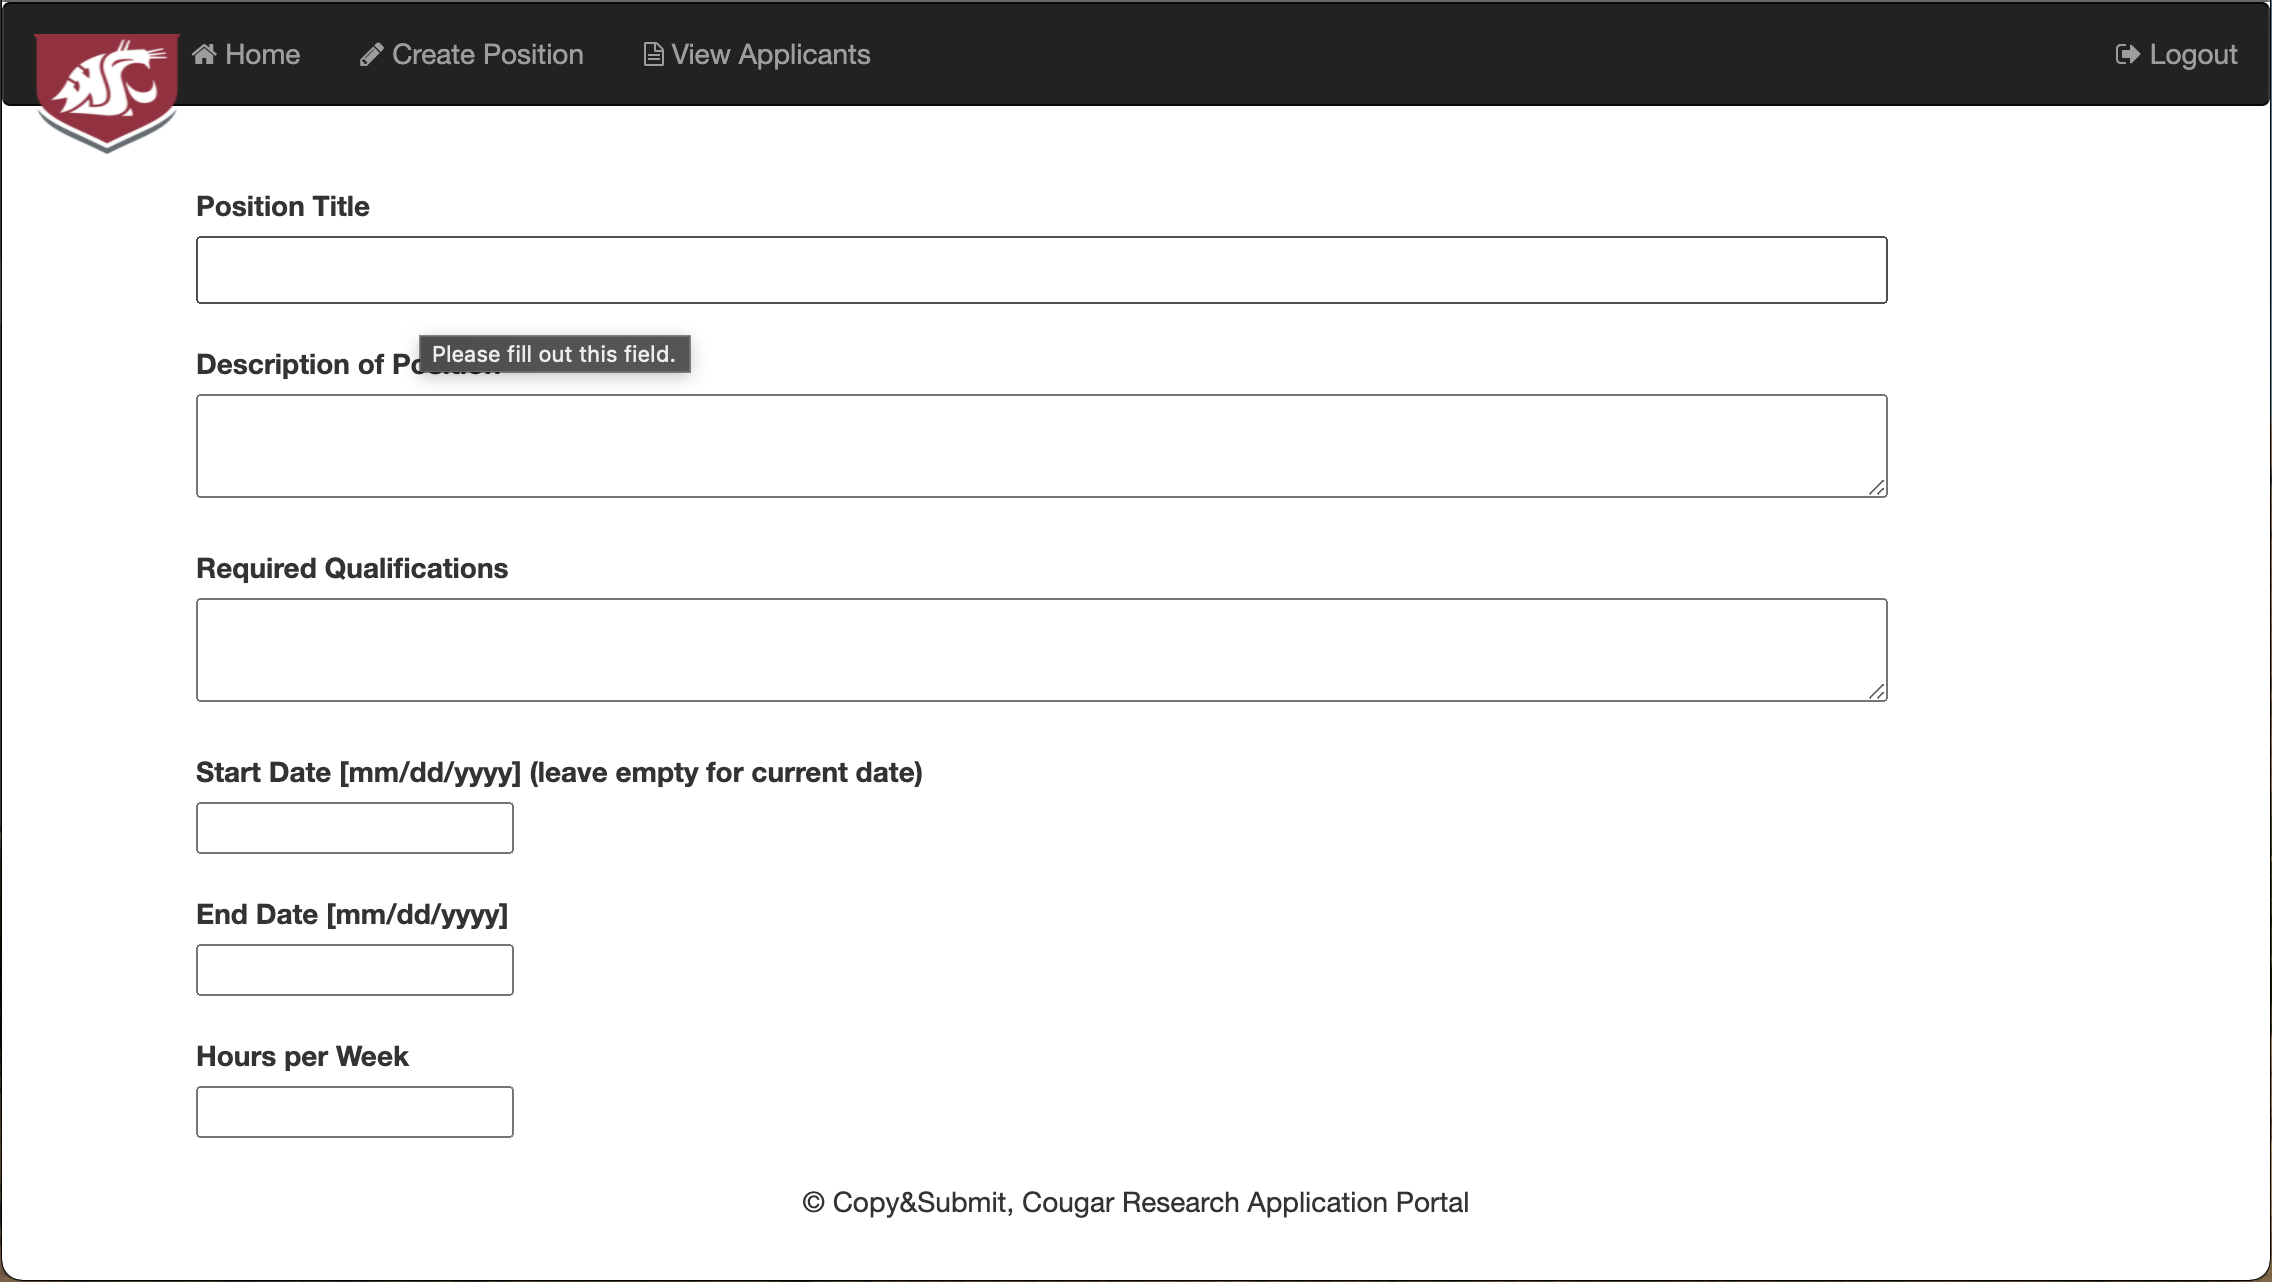 Home Create Position View Applicants Logout
Position Title
Please fill out this field.
Description of Position
Required Qualifications
Start Date [mm/dd/yyyy] (leave empty for current date)
End Date [mm/dd/yyyy]
Hours per Week
© Copy&Submit, Cougar Research Application Portal